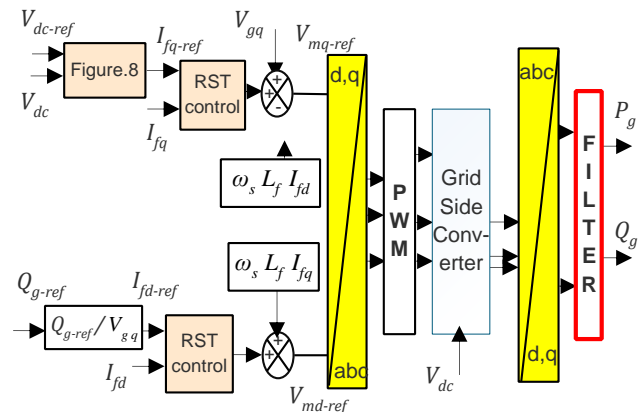 V_dc-ref
I_fq-ref
V_gq
V_mq-ref
Figure.8
RST
control
+
+
-
V_dc
I_fq
d,q
abc
P
W
M
Grid
Side
Conv-
erter
abc
d,q
F
I
L
T
E
R
P_g
Q_g
ω_s L_f I_fd
ω_s L_f I_fq
Q_g-ref
I_fd-ref
Q_g-ref / V_gq
RST
control
+
+
I_fd
V_md-ref
V_dc